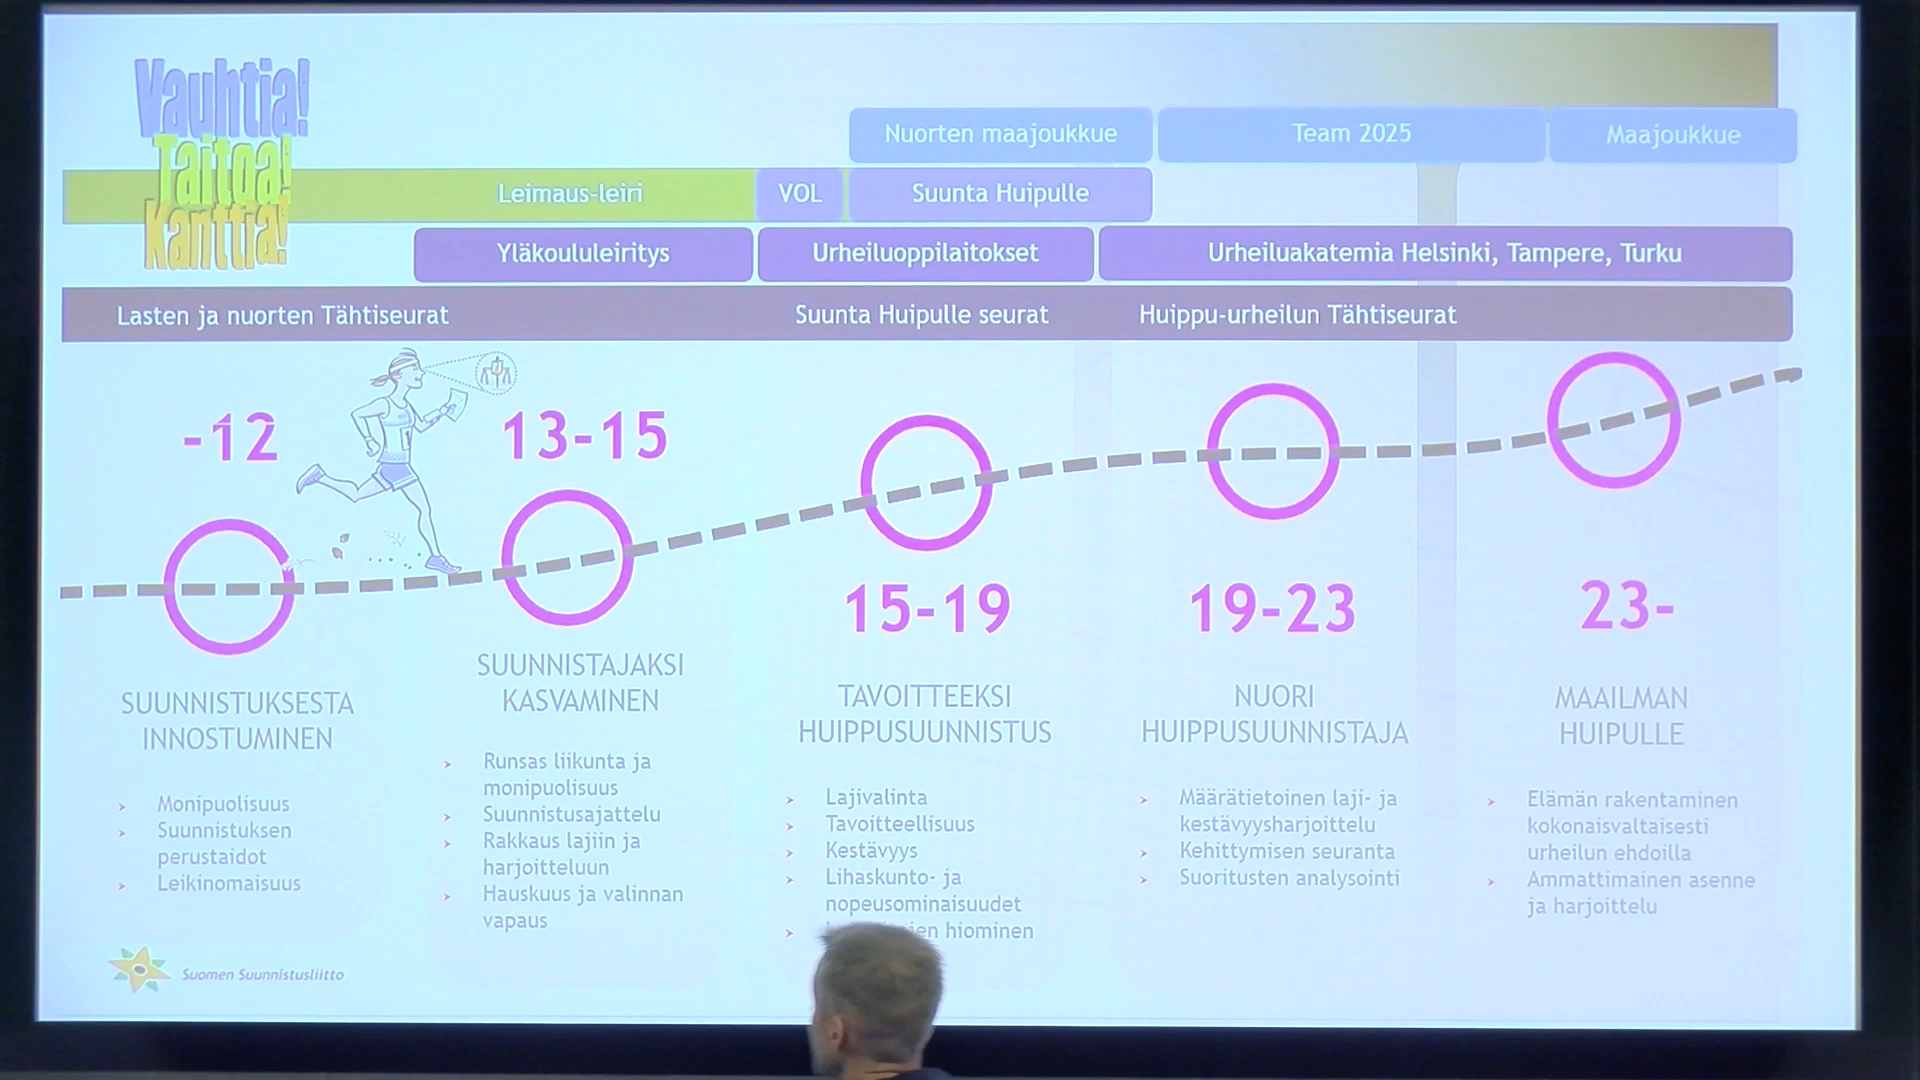 Vauhtia!
Taitoa!
Kanttia!
Nuorten maajoukkue
Team 2025
Maajoukkue
Leimaus-leiri
VOL
Suunta Huipulle
Yläkoululeiritys
Urheiluoppilaitokset
Urheiluakatemia Helsinki, Tampere, Turku
Lasten ja nuorten Tähtiseurat
Suunta Huipulle seurat
Huippu-urheilun Tähtiseurat
-12
SUUNNISTUKSESTA
INNOSTUMINEN
Monipuolisuus
Suunnistuksen
perustaidot
Leikinomaisuus
13-15
SUUNNISTAJAKSI
KASVAMINEN
Runsas liikunta ja
monipuolisuus
Suunnistusajattelu
Rakkaus lajiin ja
harjoitteluun
Hauskuus ja valinnan
vapaus
15-19
TAVOITTEEKSI
HUIPPUSUUNNISTUS
Lajivalinta
Tavoitteellisuus
Kestävyys
Lihaskunto- ja
nopeusominaisuudet
hiominen
19-23
NUORI
HUIPPUSUUNNISTAJA
Määrätietoinen laji- ja
kestävyysharjoittelu
Kehittymisen seuranta
Suoritusten analysointi
23-
MAAILMAN
HUIPULLE
Elämän rakentaminen
kokonaisvaltaisesti
urheilun ehdoilla
Ammattimainen asenne
ja harjoittelu
Suomen Suunnistusliitto